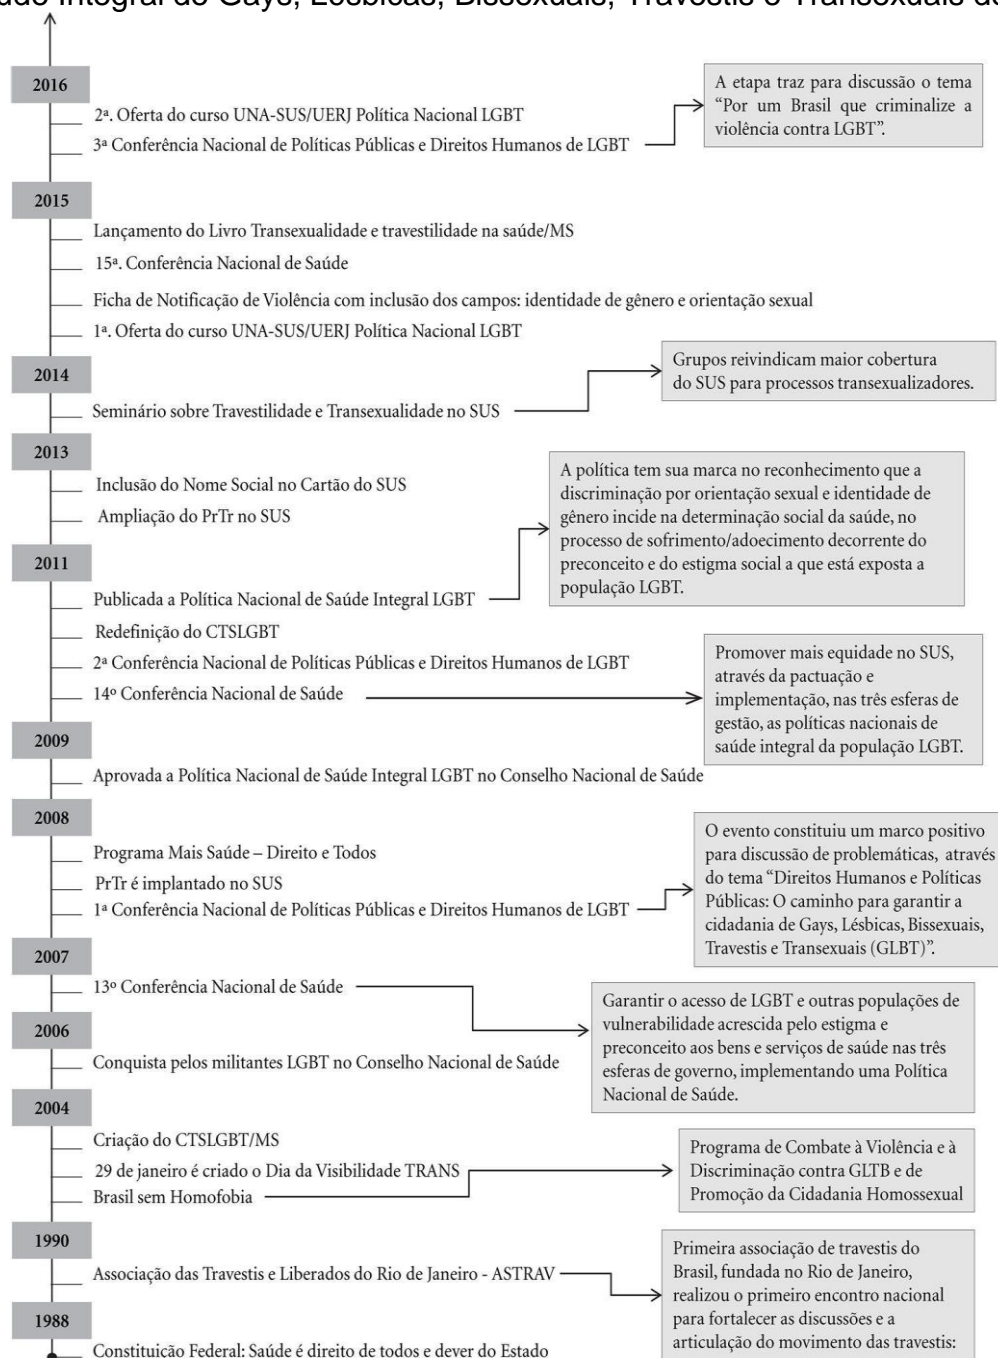 Integral de Gays, Lésbicas, Bissexuais, Travestis e Transexuais
2016
2ª. Oferta do curso UNA-SUS/UERJ Política Nacional LGBT
3ª Conferência Nacional de Políticas Públicas e Direitos Humanos de LGBT
A etapa traz para discussão o tema
“Por um Brasil que criminalize a
violência contra LGBT”.
2015
Lançamento do Livro Transexualidade e travestilidade na saúde/MS
15ª. Conferência Nacional de Saúde
Ficha de Notificação de Violência com inclusão dos campos: identidade de gênero e orientação sexual
1ª. Oferta do curso UNA-SUS/UERJ Política Nacional LGBT
2014
Seminário sobre Travestilidade e Transexualidade no SUS
Grupos reivindicam maior cobertura
do SUS para processos transexualizadores.
2013
Inclusão do Nome Social no Cartão do SUS
Ampliação do PrTr no SUS
2011
Publicada a Política Nacional de Saúde Integral LGBT
A política tem sua marca no reconhecimento que a
discriminação por orientação sexual e identidade de
gênero incide na determinação social da saúde, no
processo de sofrimento/adoecimento decorrente do
preconceito e do estigma social a que está exposta a
população LGBT.
Redefinição do CTSLGBT
2ª Conferência Nacional de Políticas Públicas e Direitos Humanos de LGBT
14º Conferência Nacional de Saúde
Promover mais equidade no SUS,
através da pactuação e
implementação, nas três esferas de
gestão, as políticas nacionais de
saúde integral da população LGBT.
2009
Aprovada a Política Nacional de Saúde Integral LGBT no Conselho Nacional de Saúde
2008
Programa Mais Saúde – Direito e Todos
PrTr é implantado no SUS
1ª Conferência Nacional de Políticas Públicas e Direitos Humanos de LGBT
O evento constituiu um marco positivo
para discussão de problemáticas, através
do tema “Direitos Humanos e Políticas
Públicas: O caminho para garantir a
cidadania de Gays, Lésbicas, Bissexuais,
Travestis e Transexuais (GLBT)”.
2007
13º Conferência Nacional de Saúde
Garantir o acesso de LGBT e outras populações de
vulnerabilidade acrescida pelo estigma e
preconceito aos bens e serviços de saúde nas três
esferas de governo, implementando uma Política
Nacional de Saúde.
2006
Conquista pelos militantes LGBT no Conselho Nacional de Saúde
2004
Criação do CTSLGBT/MS
29 de janeiro é criado o Dia da Visibilidade TRANS
Brasil sem Homofobia
Programa de Combate à Violência e à
Discriminação contra GLTB e de
Promoção da Cidadania Homossexual
1990
Associação das Travestis e Liberados do Rio de Janeiro - ASTRAV
Primeira associação de travestis do
Brasil, fundada no Rio de Janeiro,
realizou o primeiro encontro nacional
para fortalecer as discussões e a
articulação do movimento das travestis:
1988
Constituição Federal: Saúde é direito de todos e dever do Estado